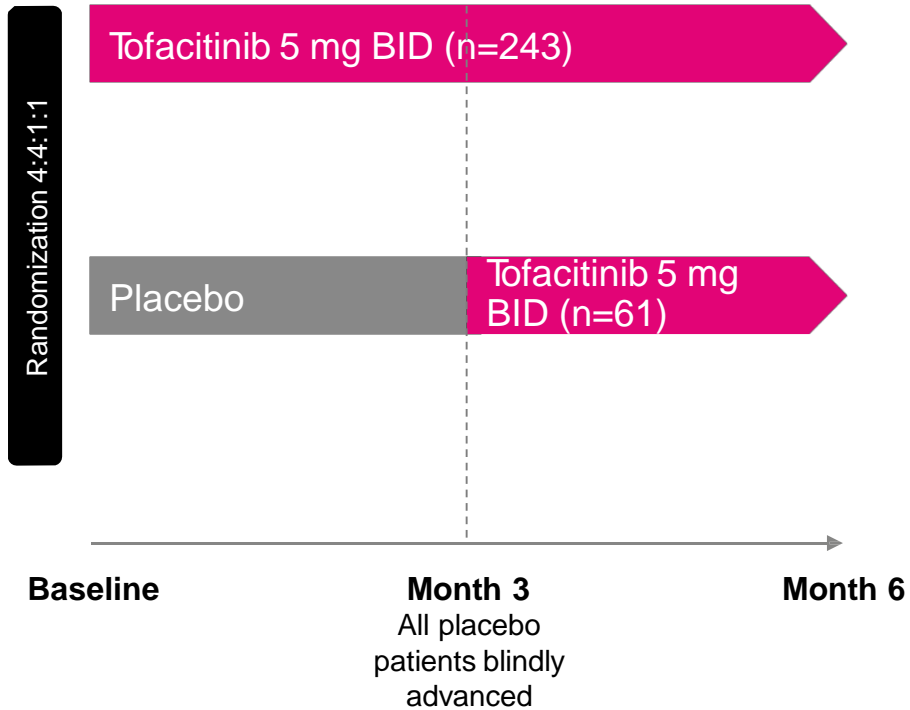 Tofacitinib 5 mg BID (n=243)
Randomization 4:4:1:1
Placebo
Tofacitinib 5 mg
BID (n=61)
Baseline
Month 3
All placebo
patients blindly
advanced
Month 6